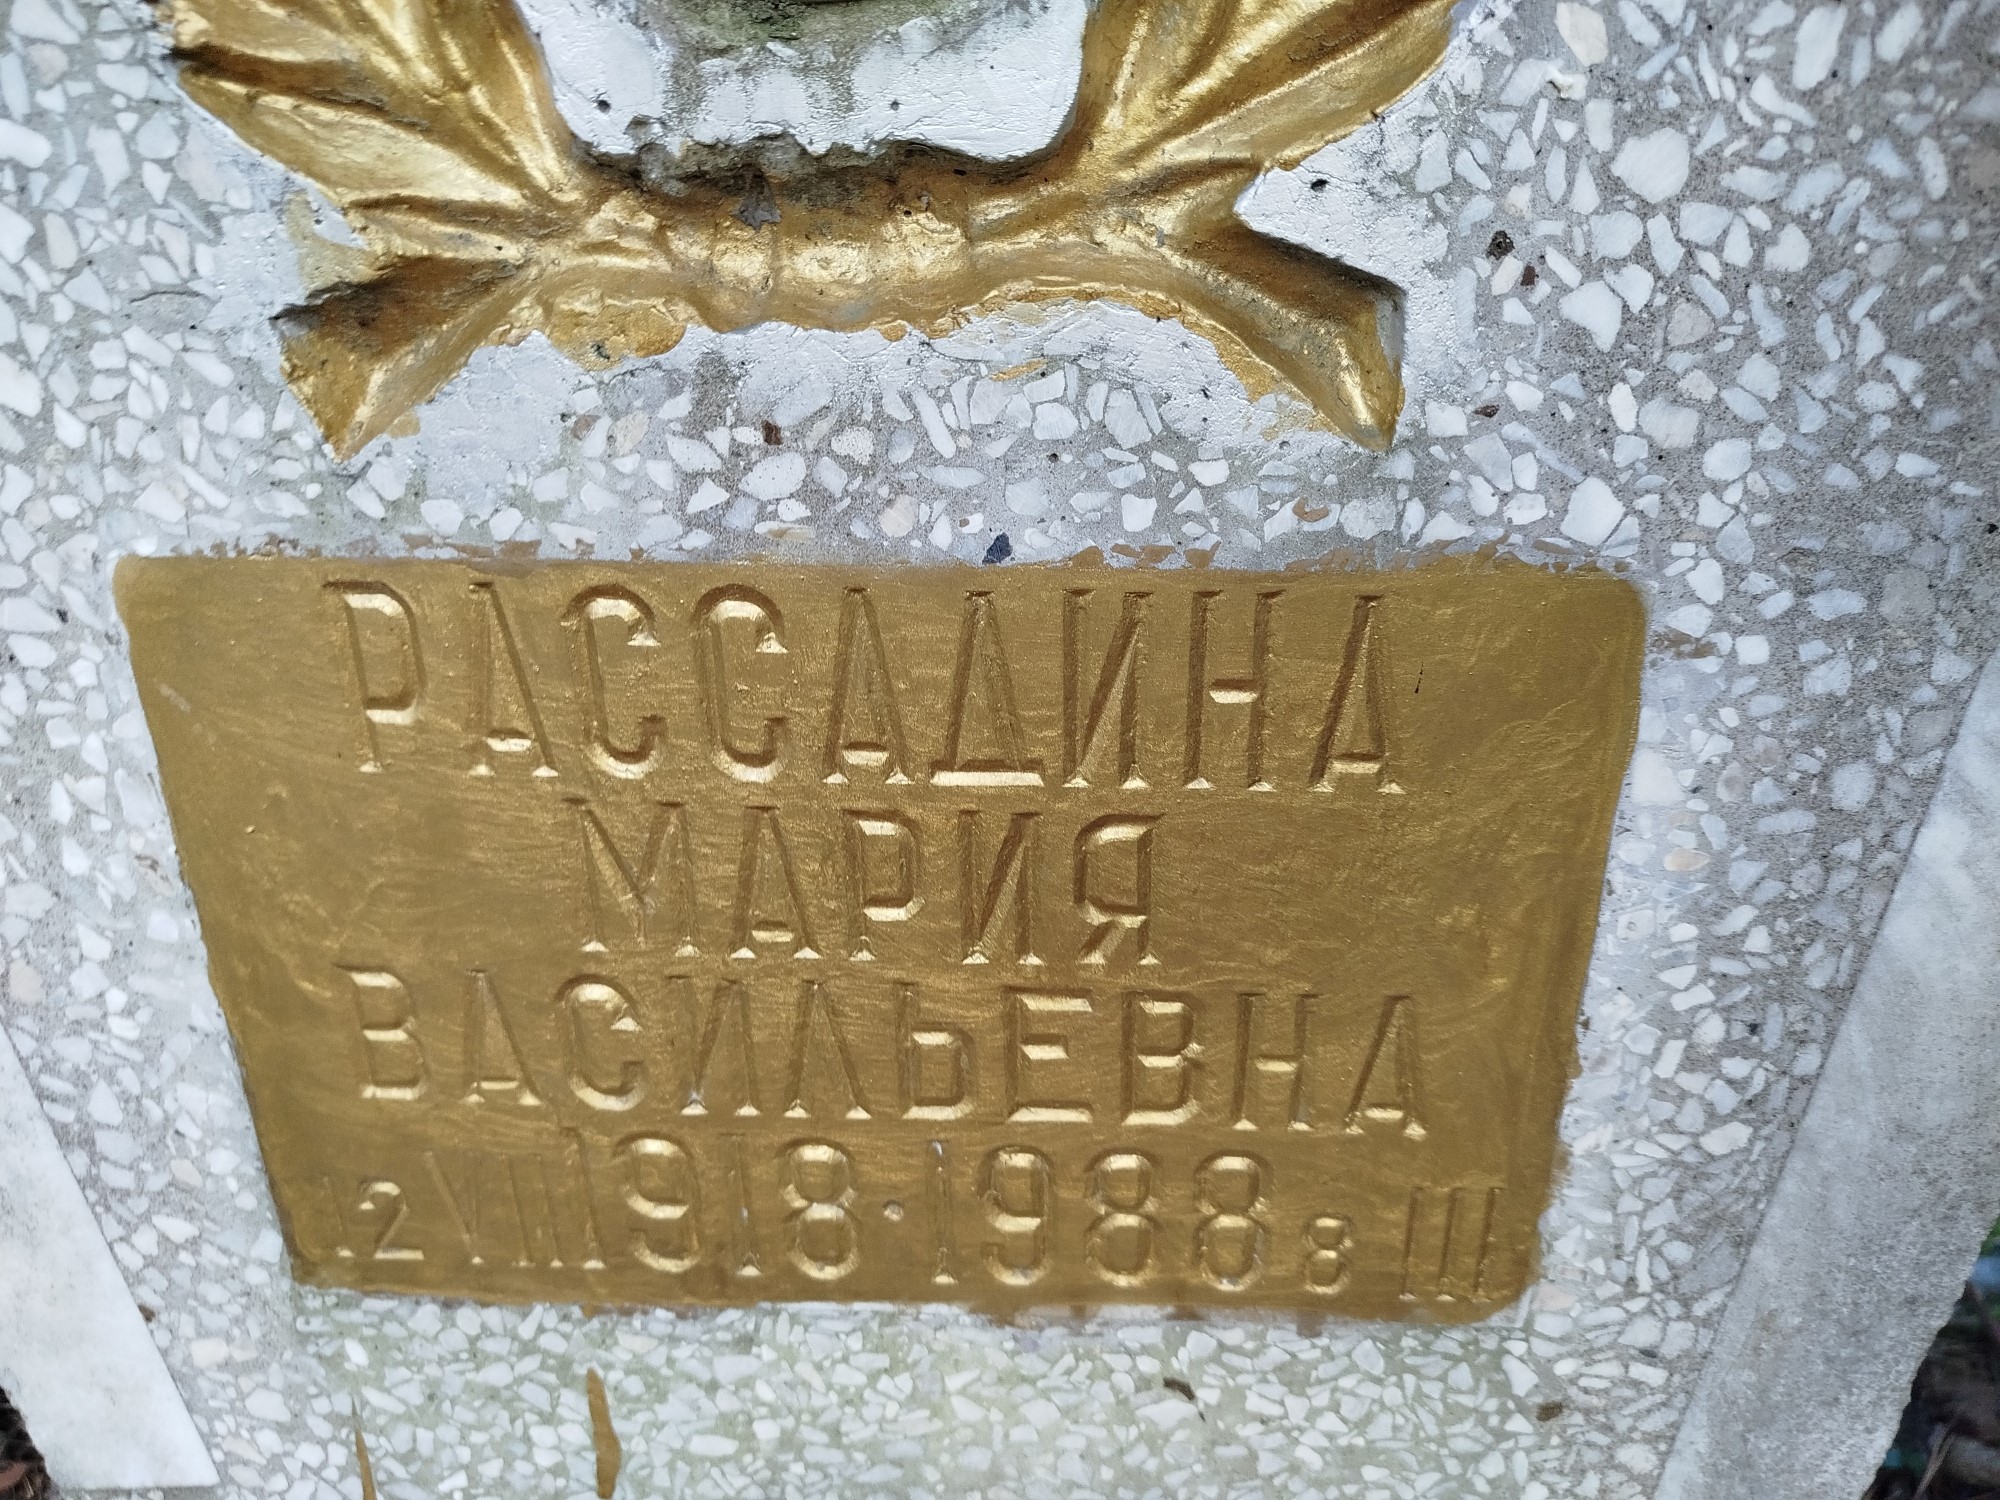 РАССАДИНА
МАРИЯ
ВАСИЛЬЕВНА
12 VIII 1918 · 1988 8 III